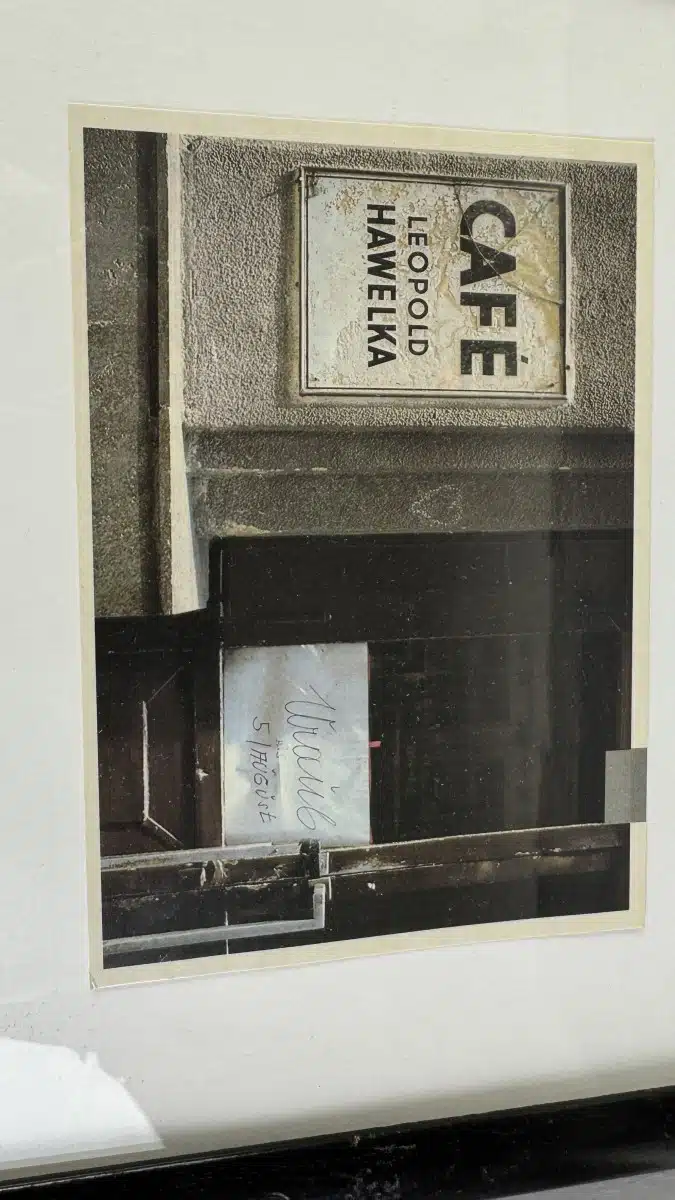 CAFÉ
LEOPOLD
HAWELKA
Urlaub
5/AUGUST